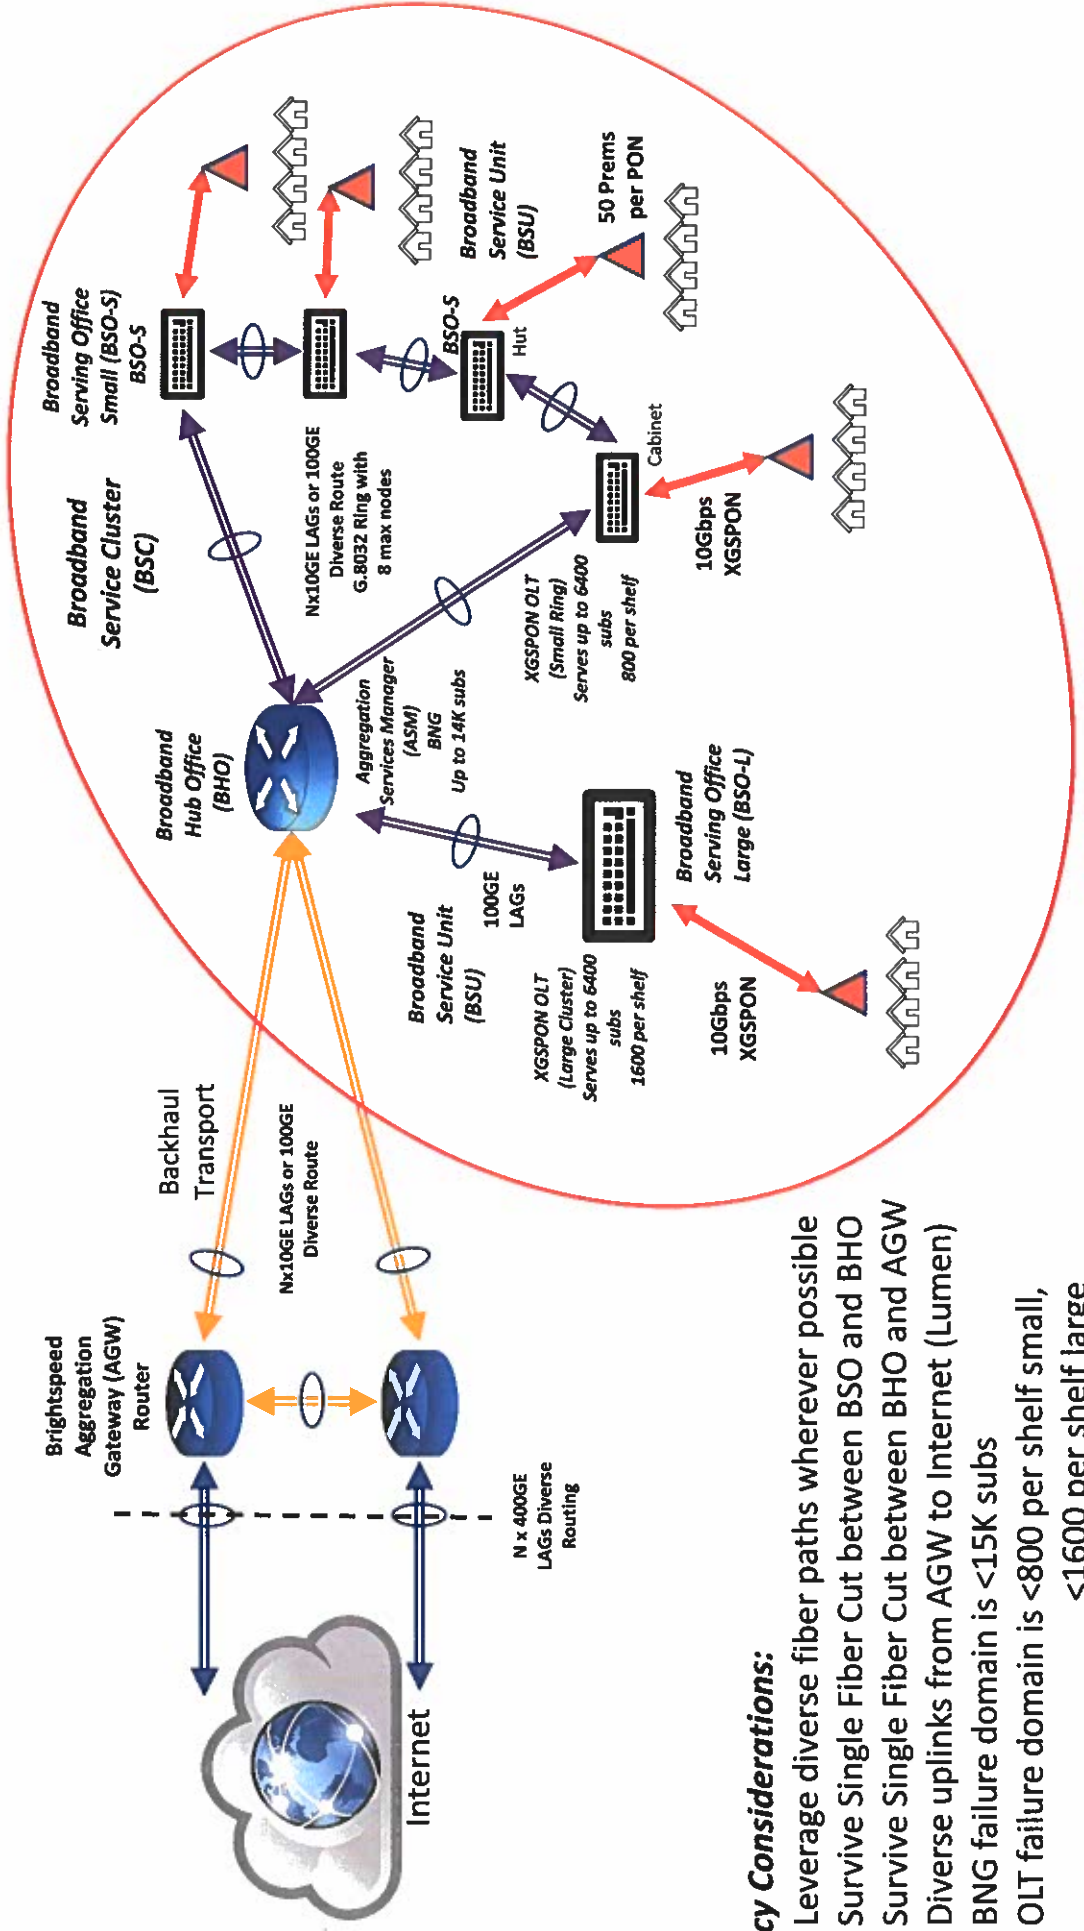 Internet
N x 400GE
LAGs Diverse
Routing
Brightspeed
Aggregation
Gateway (AGW)
Router
Backhaul
Transport
Nx10GE LAGs or 100GE
Diverse Route
Broadband
Hub Office
(BHO)
Aggregation
Services Manager
(ASM)
BNG
Up to 14K subs
Broadband
Service Cluster
(BSC)
Broadband
Serving Office
Small (BSO-S)
BSO-S
Nx10GE LAGs or 100GE
Diverse Route
G.8032 Ring with
8 max nodes
BSO-S
Hut
Broadband
Service Unit
(BSU)
50 Prems
per PON
Cabinet
XGSPON OLT
(Small Ring)
Serves up to 6400
subs
800 per shelf
10Gbps
XGSPON
Broadband
Service Unit
(BSU)
100GE
LAGs
XGSPON OLT
(Large Cluster)
Serves up to 6400
subs
1600 per shelf
Broadband
Serving Office
Large (BSO-L)
10Gbps
XGSPON
cy Considerations:
Leverage diverse fiber paths wherever possible
Survive Single Fiber Cut between BSO and BHO
Survive Single Fiber Cut between BHO and AGW
Diverse uplinks from AGW to Internet (Lumen)
BNG failure domain is <15K subs
OLT failure domain is <800 per shelf small,
<1600 per shelf large